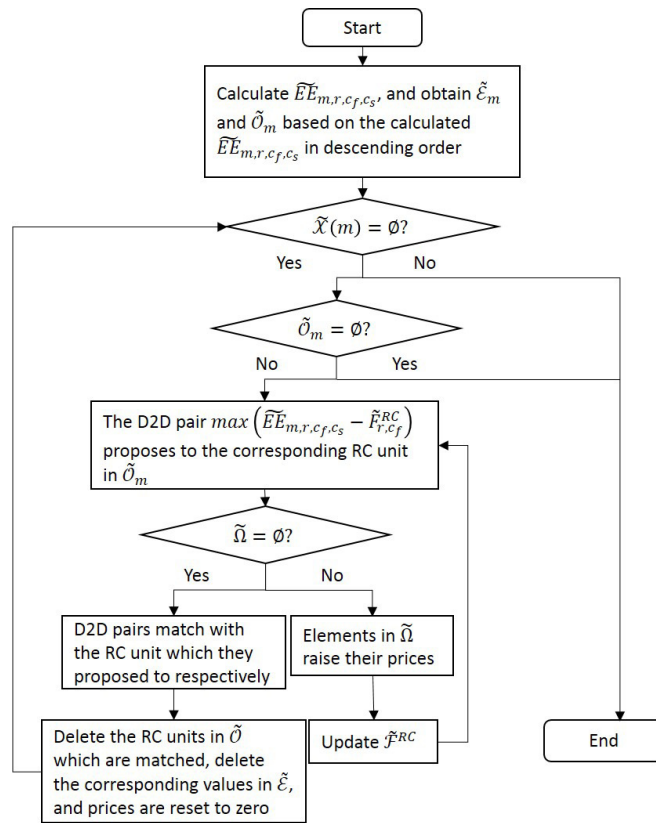 Start
Calculate $\widetilde{EE}_{m,r,c_f,c_s}$, and obtain $\tilde{\mathcal{E}}_m$
and $\tilde{\mathcal{O}}_m$ based on the calculated
$\widetilde{EE}_{m,r,c_f,c_s}$ in descending order
$\tilde{\mathcal{X}}(m) = \emptyset$?
Yes No
$\tilde{\mathcal{O}}_m = \emptyset$?
No Yes
The D2D pair $max\left(\widetilde{EE}_{m,r,c_f,c_s} - \tilde{F}^{RC}_{r,c_f}\right)$
proposes to the corresponding RC unit
in $\tilde{\mathcal{O}}_m$
$\tilde{\Omega} = \emptyset$?
Yes No
D2D pairs match with
the RC unit which they
proposed to respectively
Elements in $\tilde{\Omega}$
raise their prices
Delete the RC units in $\tilde{\mathcal{O}}$
which are matched, delete
the corresponding values in $\tilde{\mathcal{E}}$,
and prices are reset to zero
Update $\tilde{\mathcal{F}}^{RC}$
End